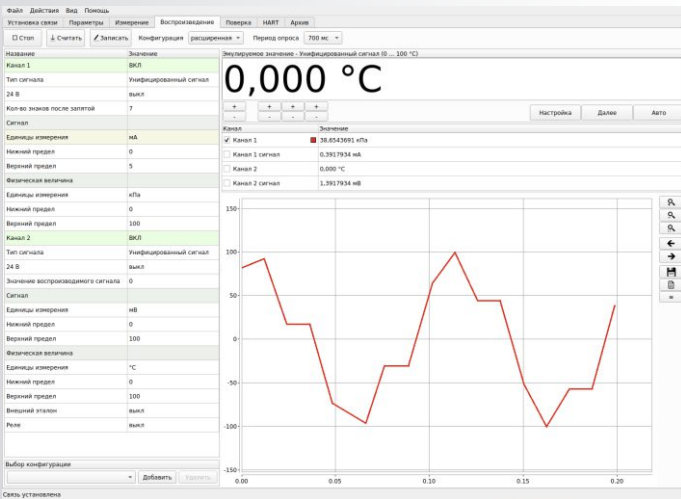 Файл Действия Вид Помощь
Установка связи Параметры Измерение Воспроизведение Поверка HART Архив
Стоп Считать Записать Конфигурация расширенная Период опроса 700 мс
Название Значение
Канал 1 ВКЛ
Тип сигнала Унифицированный сигнал
24 В выкл
Кол-во знаков после запятой 7
Сигнал
Единицы измерения мА
Нижний предел 0
Верхний предел 5
Физическая величина
Единицы измерения кПа
Нижний предел 0
Верхний предел 100
Канал 2 ВКЛ
Тип сигнала Унифицированный сигнал
24 В выкл
Значение воспроизводимого сигнала 0
Сигнал
Единицы измерения мВ
Нижний предел 0
Верхний предел 100
Физическая величина
Единицы измерения °C
Нижний предел 0
Верхний предел 100
Внешний эталон выкл
Реле выкл
Выбор конфигурации
Добавить Удалить
Эмулируемое значение - Унифицированный сигнал (0 ... 100 °C)
0,000 °C
+ + + +
- - - -
Настройка Далее Авто
Канал Значение
Канал 1 38,6543691 кПа
Канал 1 сигнал 0,3917934 мА
Канал 2 0,000 °C
Канал 2 сигнал 1,3917934 мВ
150
100
50
0
-50
-100
-150
0.00 0.05 0.10 0.15 0.20
Связь установлена